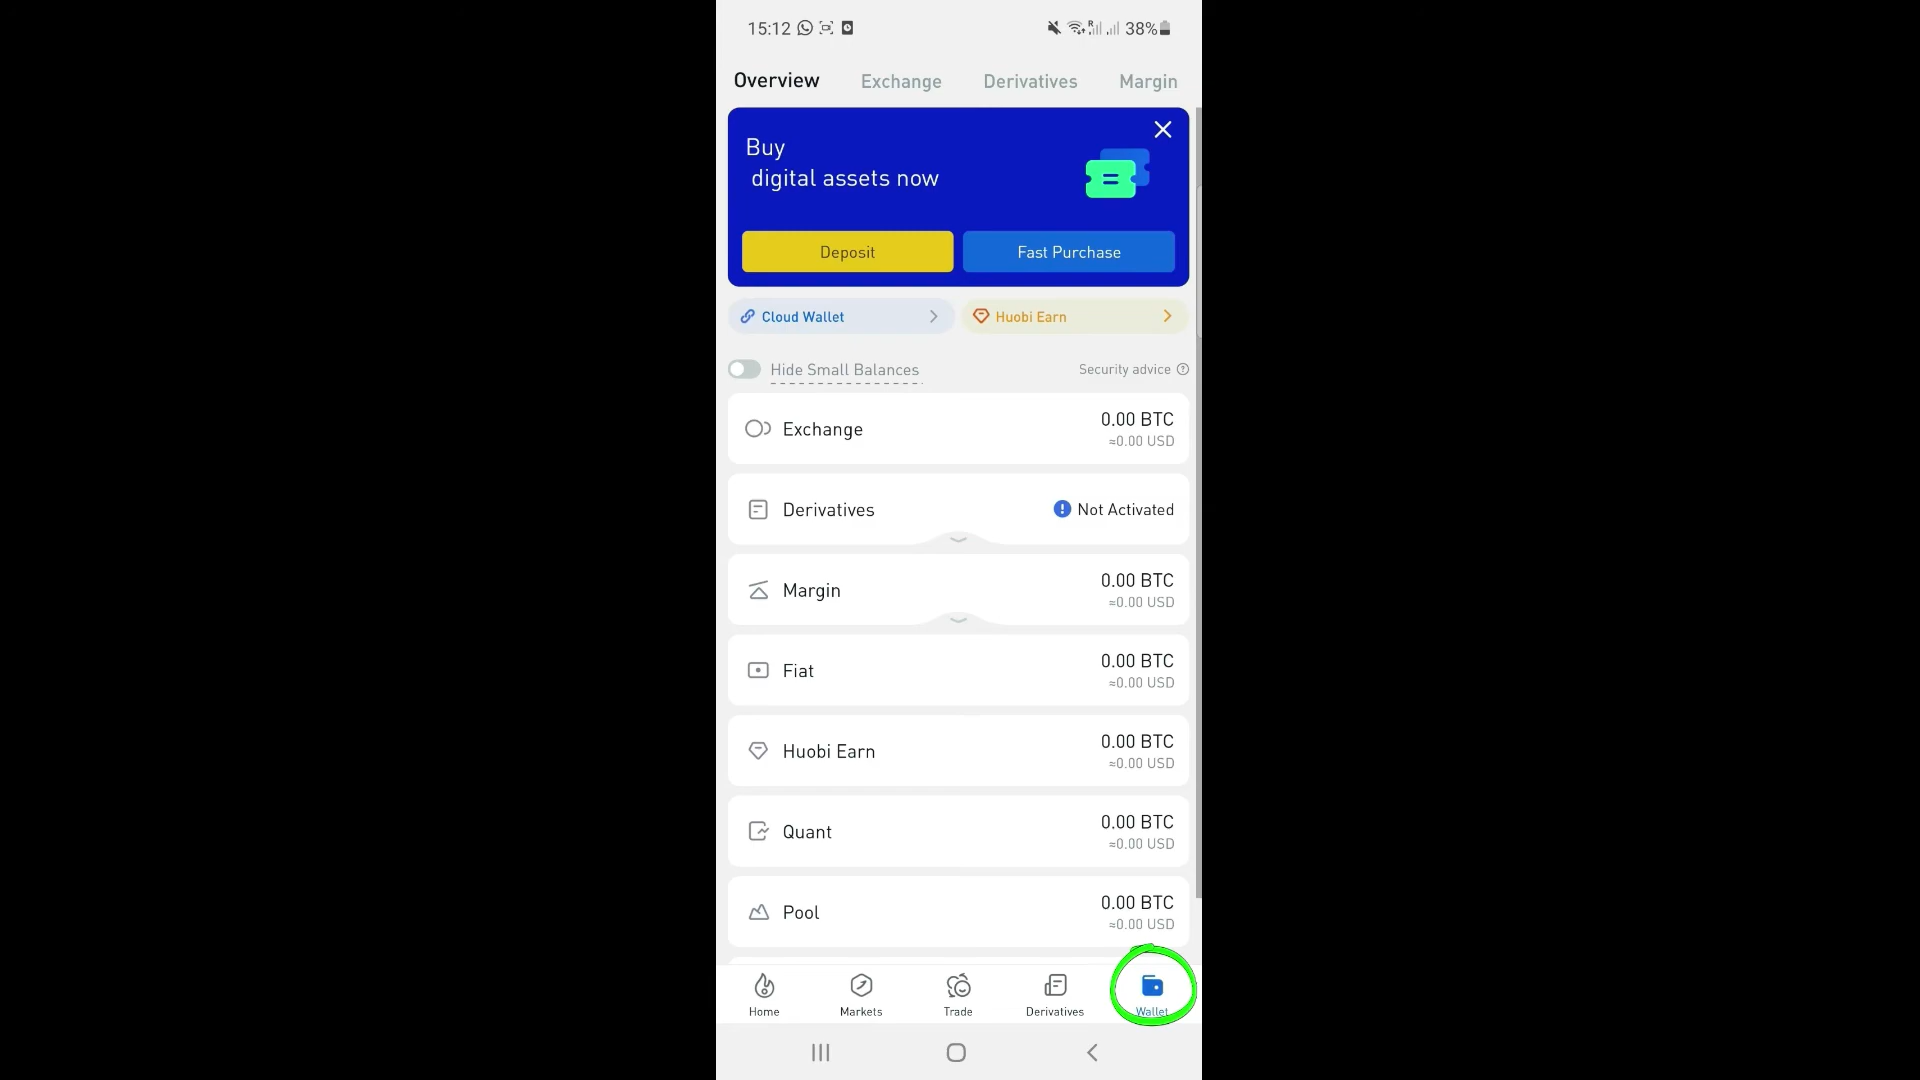 15:12
R
38%
Overview Exchange Derivatives Margin
Buy
digital assets now
Deposit Fast Purchase
Cloud Wallet Huobi Earn
Hide Small Balances Security advice
Exchange 0.00 BTC
≈0.00 USD
Derivatives Not Activated
Margin 0.00 BTC
≈0.00 USD
Fiat 0.00 BTC
≈0.00 USD
Huobi Earn 0.00 BTC
≈0.00 USD
Quant 0.00 BTC
≈0.00 USD
Pool 0.00 BTC
≈0.00 USD
Home Markets Trade Derivatives Wallet